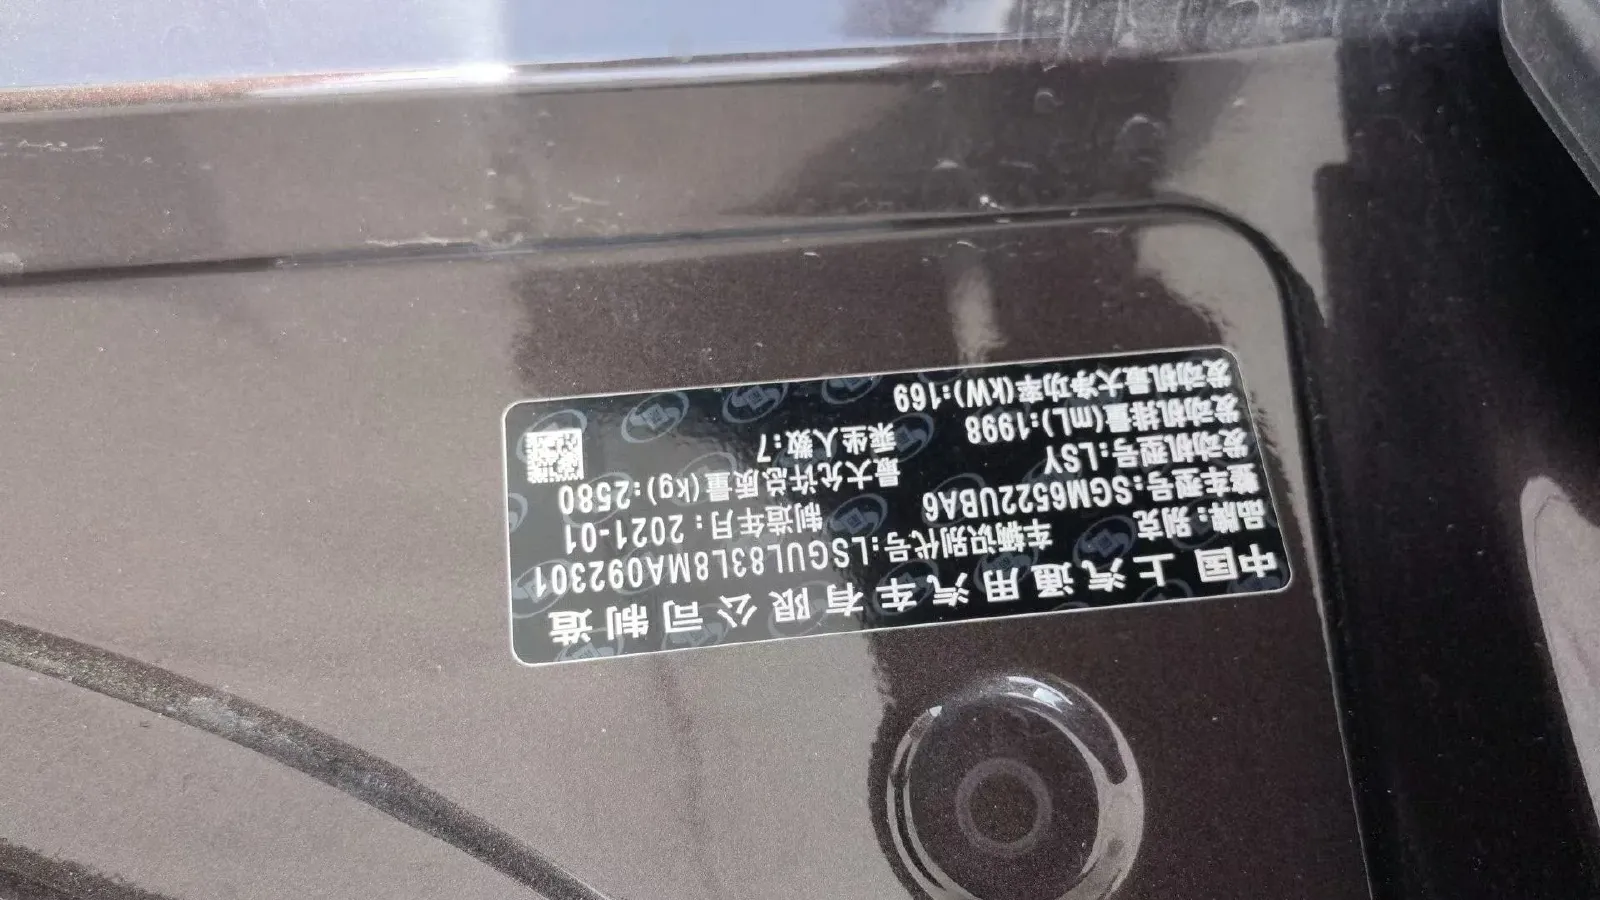 中国 上汽通用汽车有限公司 制造
品牌:别克 车辆识别代号:LSGUL83L8MA092301
整车型号:SGM6522UBA6 制造年月:2021-01
发动机型号:LSY 最大允许总质量(kg):2580
发动机排量(mL):1998 乘坐人数:7
发动机最大净功率(kW):169